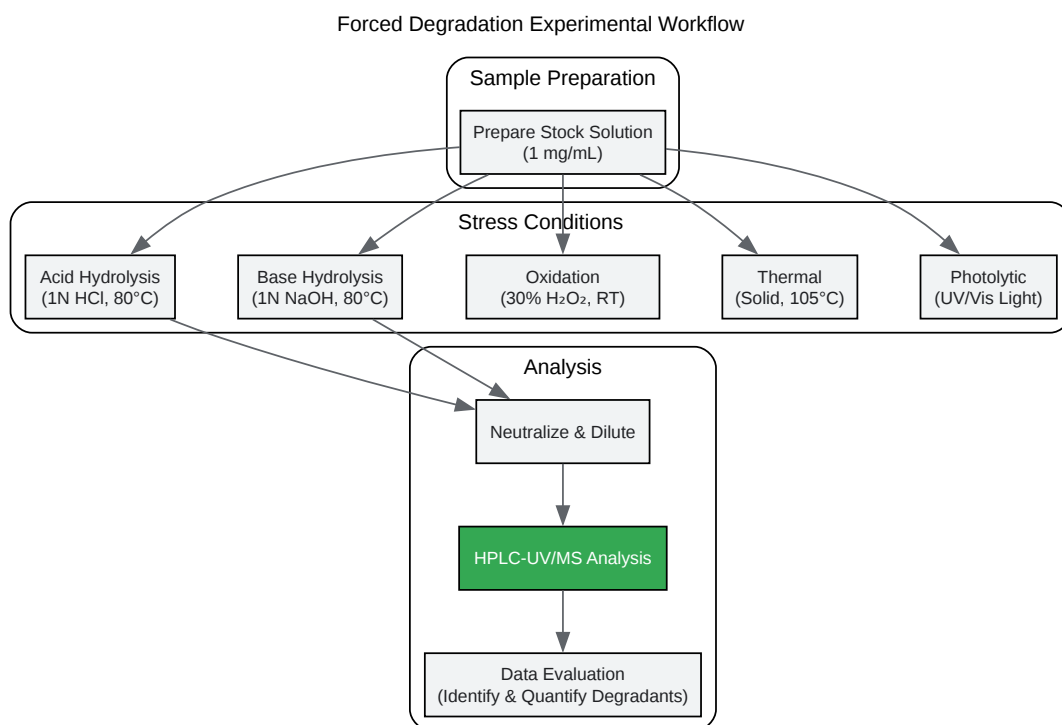 Forced Degradation Experimental Workflow
Sample Preparation
Prepare Stock Solution
(1 mg/mL)
Stress Conditions
Acid Hydrolysis
(1N HCl, 80°C)
Base Hydrolysis
(1N NaOH, 80°C)
Oxidation
(30% H₂O₂, RT)
Thermal
(Solid, 105°C)
Photolytic
(UV/Vis Light)
Analysis
Neutralize & Dilute
HPLC-UV/MS Analysis
Data Evaluation
(Identify & Quantify Degradants)